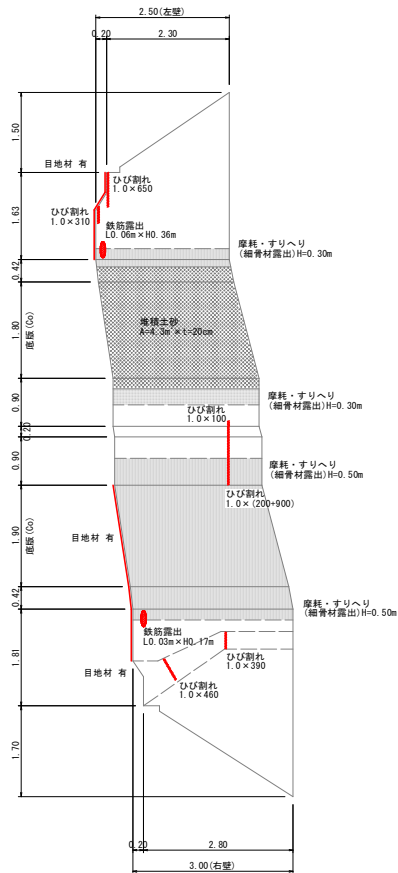 2.50(左壁)
0.20
2.30
1.50
目地材 有
ひび割れ
1.0×650
1.63
ひび割れ
1.0×310
鉄筋露出
L0.06m×H0.36m
摩耗・すりへり
(細骨材露出)H=0.30m
0.42
堆積土砂
A=4.3㎡×t=20cm
1.80
底版(Co)
0.90
摩耗・すりへり
(細骨材露出)H=0.30m
ひび割れ
1.0×100
0.20
0.90
摩耗・すりへり
(細骨材露出)H=0.50m
ひび割れ
1.0×(200+900)
目地材 有
1.90
底版(Co)
0.42
摩耗・すりへり
(細骨材露出)H=0.50m
鉄筋露出
L0.03m×H0.17m
1.81
ひび割れ
1.0×390
目地材 有
ひび割れ
1.0×460
1.70
0.20
2.80
3.00(右壁)